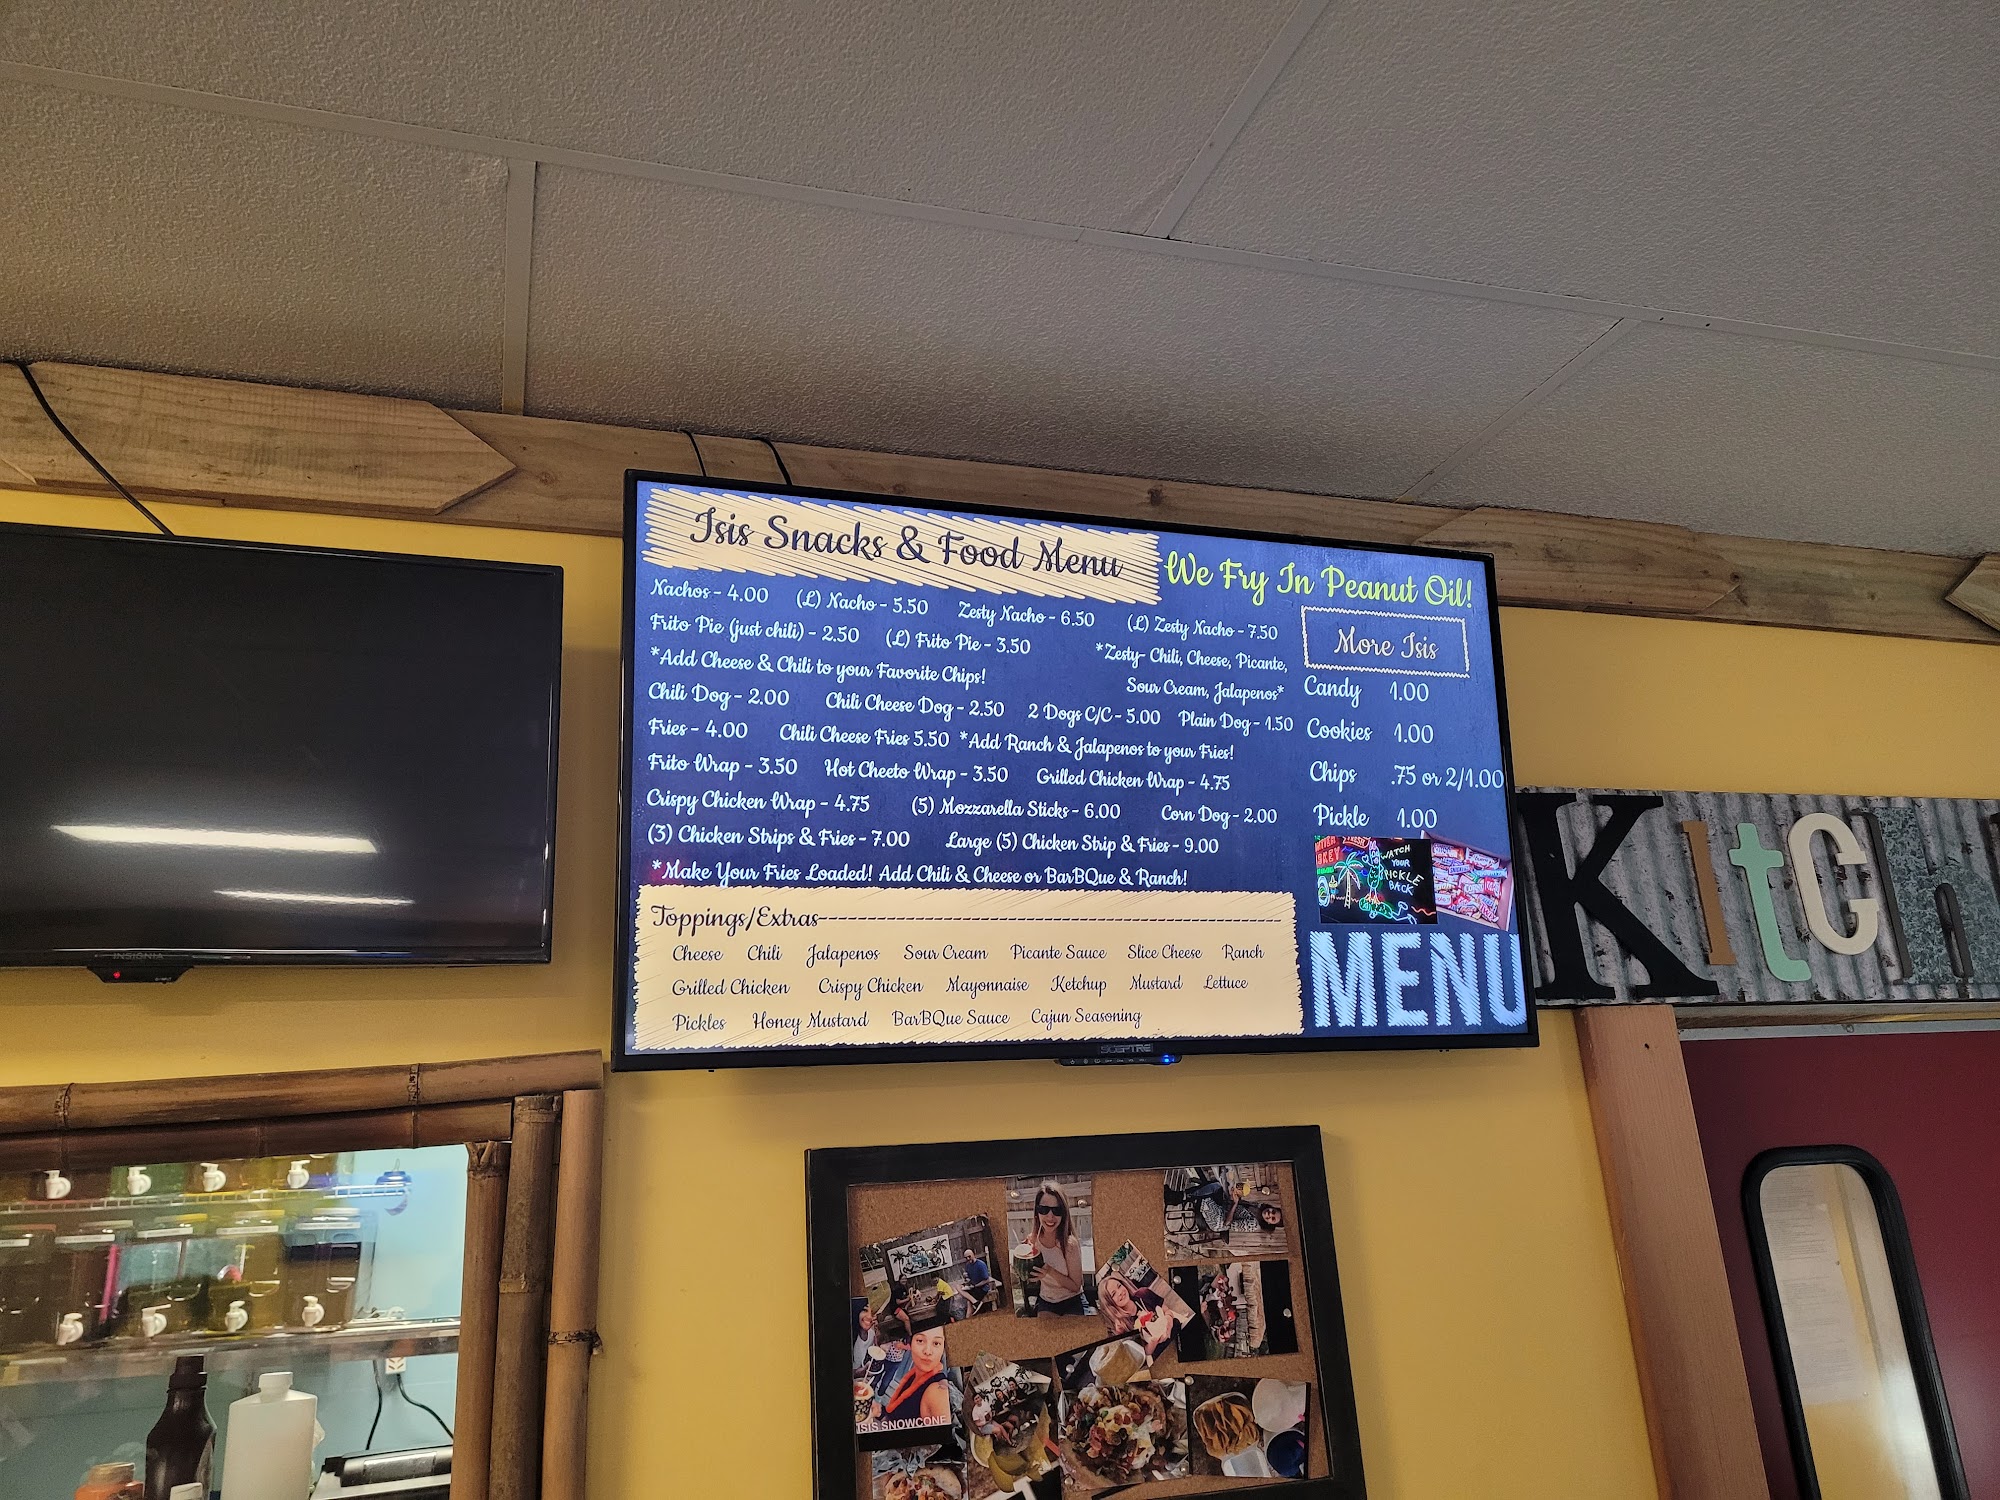 Isis Snacks & Food Menu
We Fry In Peanut Oil!
Nachos - 4.00 (L) Nacho - 5.50 Zesty Nacho - 6.50 (L) Zesty Nacho - 7.50
Frito Pie (just chili) - 2.50 (L) Frito Pie - 3.50 *Zesty- Chili, Cheese, Picante,
*Add Cheese & Chili to your Favorite Chips! Sour Cream, Jalapenos*
Chili Dog - 2.00 Chili Cheese Dog - 2.50 2 Dogs C/C - 5.00 Plain Dog - 1.50
Fries - 4.00 Chili Cheese Fries 5.50 *Add Ranch & Jalapenos to your Fries!
Frito Wrap - 3.50 Hot Cheeto Wrap - 3.50 Grilled Chicken Wrap - 4.75
Crispy Chicken Wrap - 4.75 (5) Mozzarella Sticks - 6.00 Corn Dog - 2.00
(3) Chicken Strips & Fries - 7.00 Large (5) Chicken Strip & Fries - 9.00
*Make Your Fries Loaded! Add Chili & Cheese or BarBQue & Ranch!
More Isis
Candy 1.00
Cookies 1.00
Chips .75 or 2/1.00
Pickle 1.00
WATCH
YOUR
PICKLE
BACK
MENU
Toppings/Extras-----------------------------------------------
Cheese Chili Jalapenos Sour Cream Picante Sauce Slice Cheese Ranch
Grilled Chicken Crispy Chicken Mayonnaise Ketchup Mustard Lettuce
Pickles Honey Mustard BarBQue Sauce Cajun Seasoning
SCEPTRE
INSIGNIA
KItCh
ISIS SNOWCONE